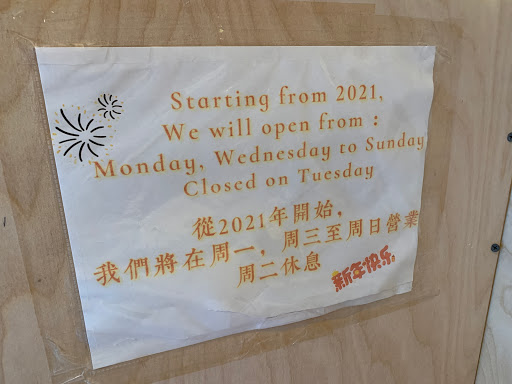 Starting from 2021,
We will open from :
Monday, Wednesday to Sunday
Closed on Tuesday
從2021年開始,
我們將在周一, 周三至周日營業
周二休息
新年快乐